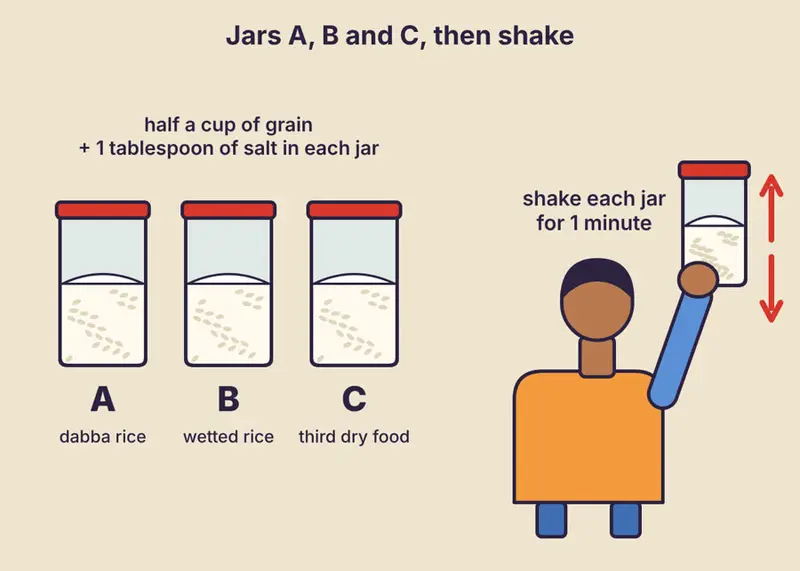 Jars A, B and C, then shake
half a cup of grain
+ 1 tablespoon of salt in each jar
shake each jar
for 1 minute
A
dabba rice
B
wetted rice
C
third dry food